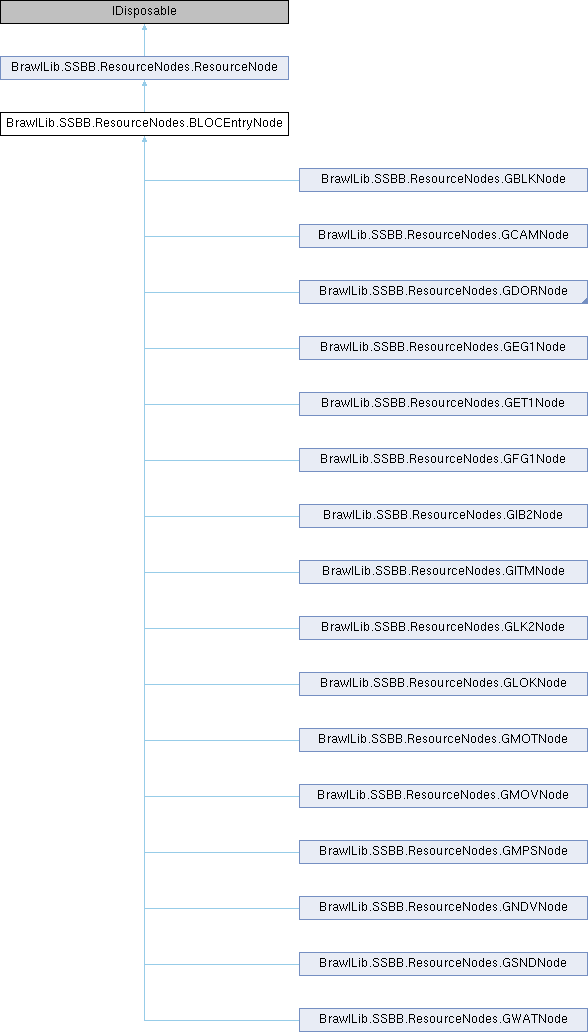 IDisposable
BrawlLib.SSBB.ResourceNodes.ResourceNode
BrawlLib.SSBB.ResourceNodes.BLOCEntryNode
BrawlLib.SSBB.ResourceNodes.GBLKNode
BrawlLib.SSBB.ResourceNodes.GCAMNode
BrawlLib.SSBB.ResourceNodes.GDORNode
BrawlLib.SSBB.ResourceNodes.GEG1Node
BrawlLib.SSBB.ResourceNodes.GET1Node
BrawlLib.SSBB.ResourceNodes.GFG1Node
BrawlLib.SSBB.ResourceNodes.GIB2Node
BrawlLib.SSBB.ResourceNodes.GITMNode
BrawlLib.SSBB.ResourceNodes.GLK2Node
BrawlLib.SSBB.ResourceNodes.GLOKNode
BrawlLib.SSBB.ResourceNodes.GMOTNode
BrawlLib.SSBB.ResourceNodes.GMOVNode
BrawlLib.SSBB.ResourceNodes.GMPSNode
BrawlLib.SSBB.ResourceNodes.GNDVNode
BrawlLib.SSBB.ResourceNodes.GSNDNode
BrawlLib.SSBB.ResourceNodes.GWATNode